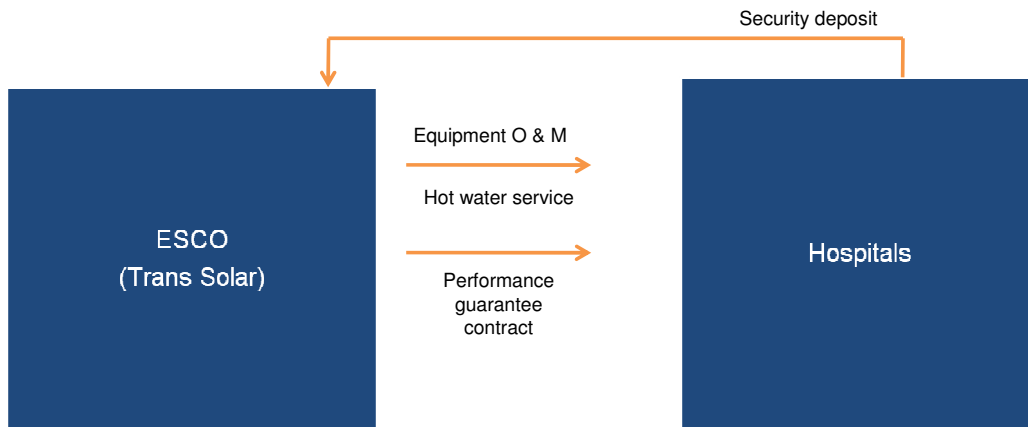 Security deposit
Equipment O & M
Hot water service
ESCO
(Trans Solar)
Hospitals
Performance
guarantee
contract